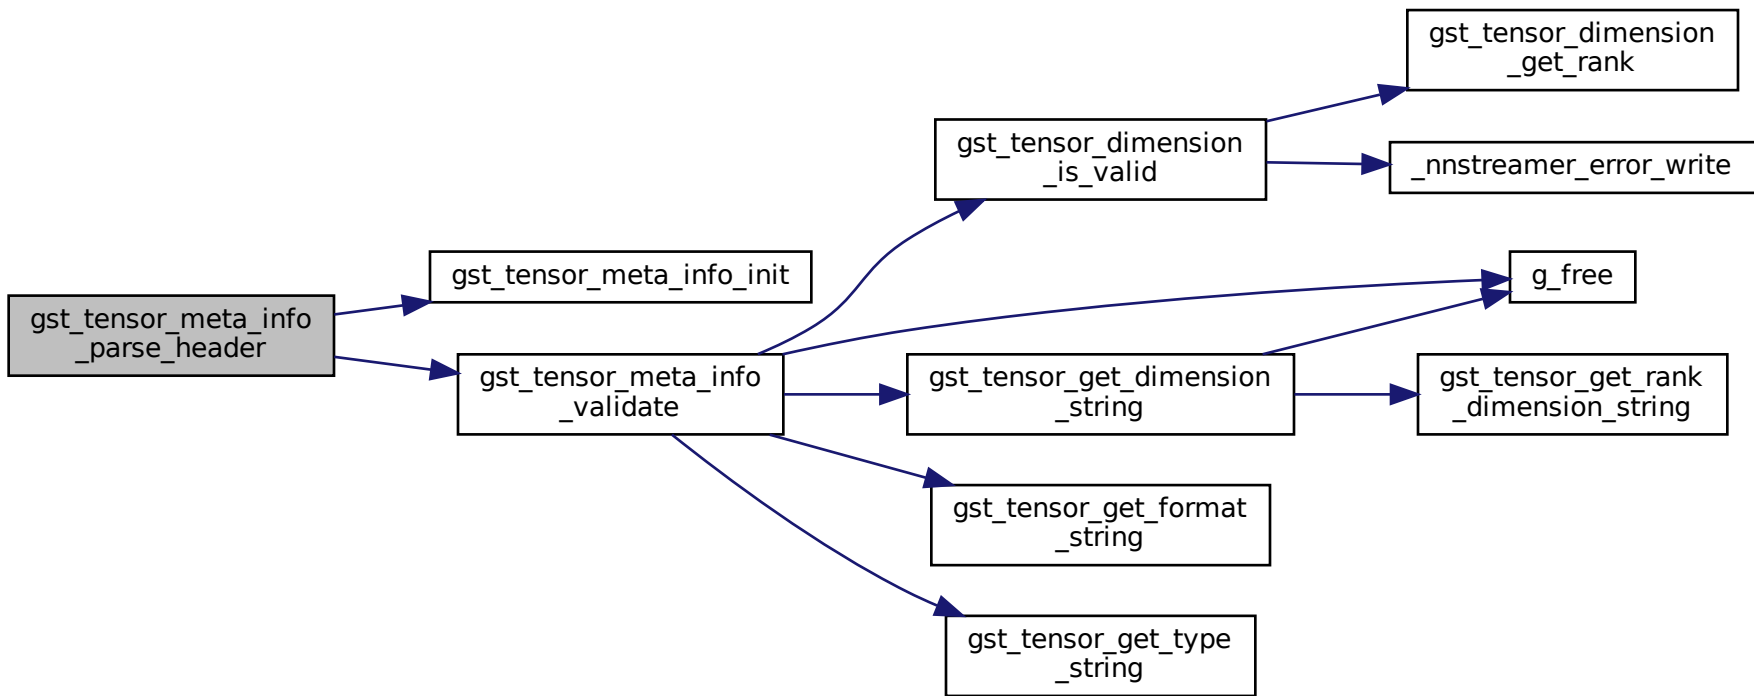 gst_tensor_meta_info
_parse_header
gst_tensor_meta_info_init
gst_tensor_meta_info
_validate
gst_tensor_dimension
_is_valid
gst_tensor_dimension
_get_rank
_nnstreamer_error_write
g_free
gst_tensor_get_dimension
_string
gst_tensor_get_rank
_dimension_string
gst_tensor_get_format
_string
gst_tensor_get_type
_string